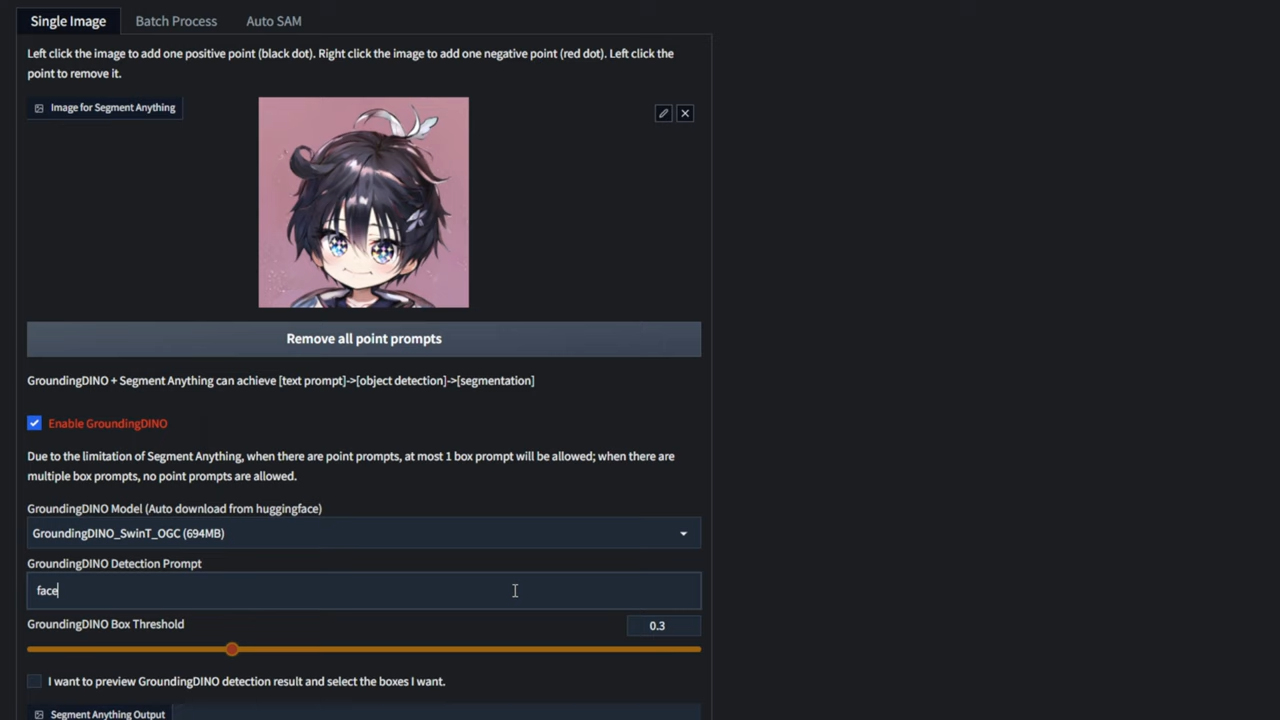 Single Image
Batch Process
Auto SAM
Left click the image to add one positive point (black dot). Right click the image to add one negative point (red dot). Left click the
point to remove it.
Image for Segment Anything
Remove all point prompts
GroundingDINO + Segment Anything can achieve [text prompt]->[object detection]->[segmentation]
Enable GroundingDINO
Due to the limitation of Segment Anything, when there are point prompts, at most 1 box prompt will be allowed; when there are
multiple box prompts, no point prompts are allowed.
GroundingDINO Model (Auto download from huggingface)
GroundingDINO_SwinT_OGC (694MB)
GroundingDINO Detection Prompt
face
GroundingDINO Box Threshold
0.3
I want to preview GroundingDINO detection result and select the boxes I want.
Segment Anything Output